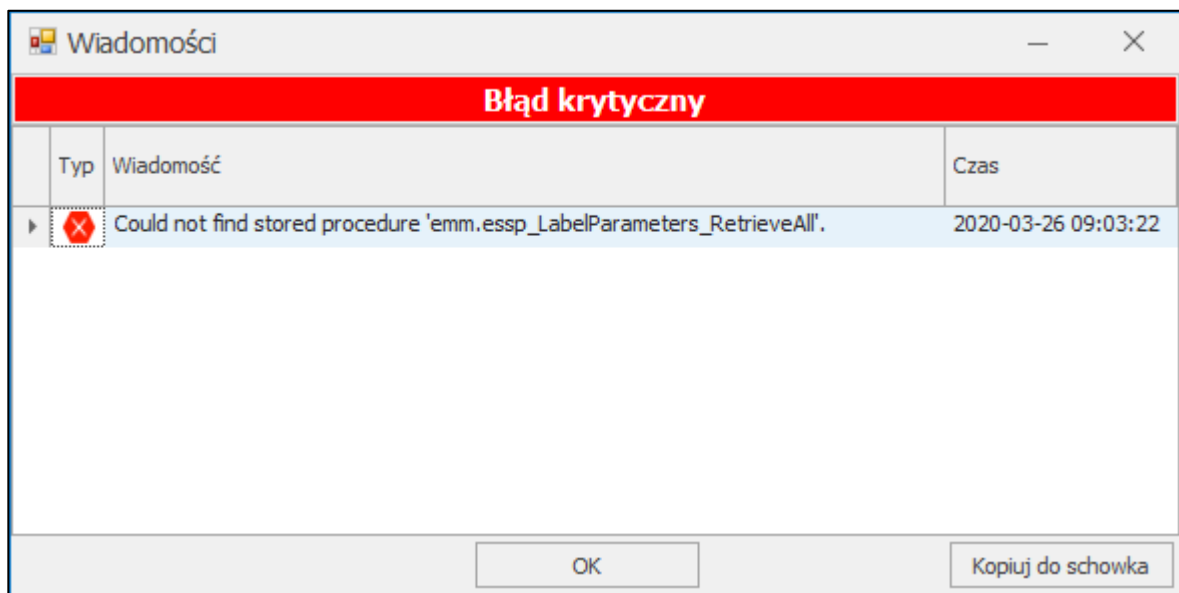 Wiadomości
Błąd krytyczny
Typ Wiadomość Czas
Could not find stored procedure 'emm.essp_LabelParameters_RetrieveAll'. 2020-03-26 09:03:22
OK Kopiuj do schowka